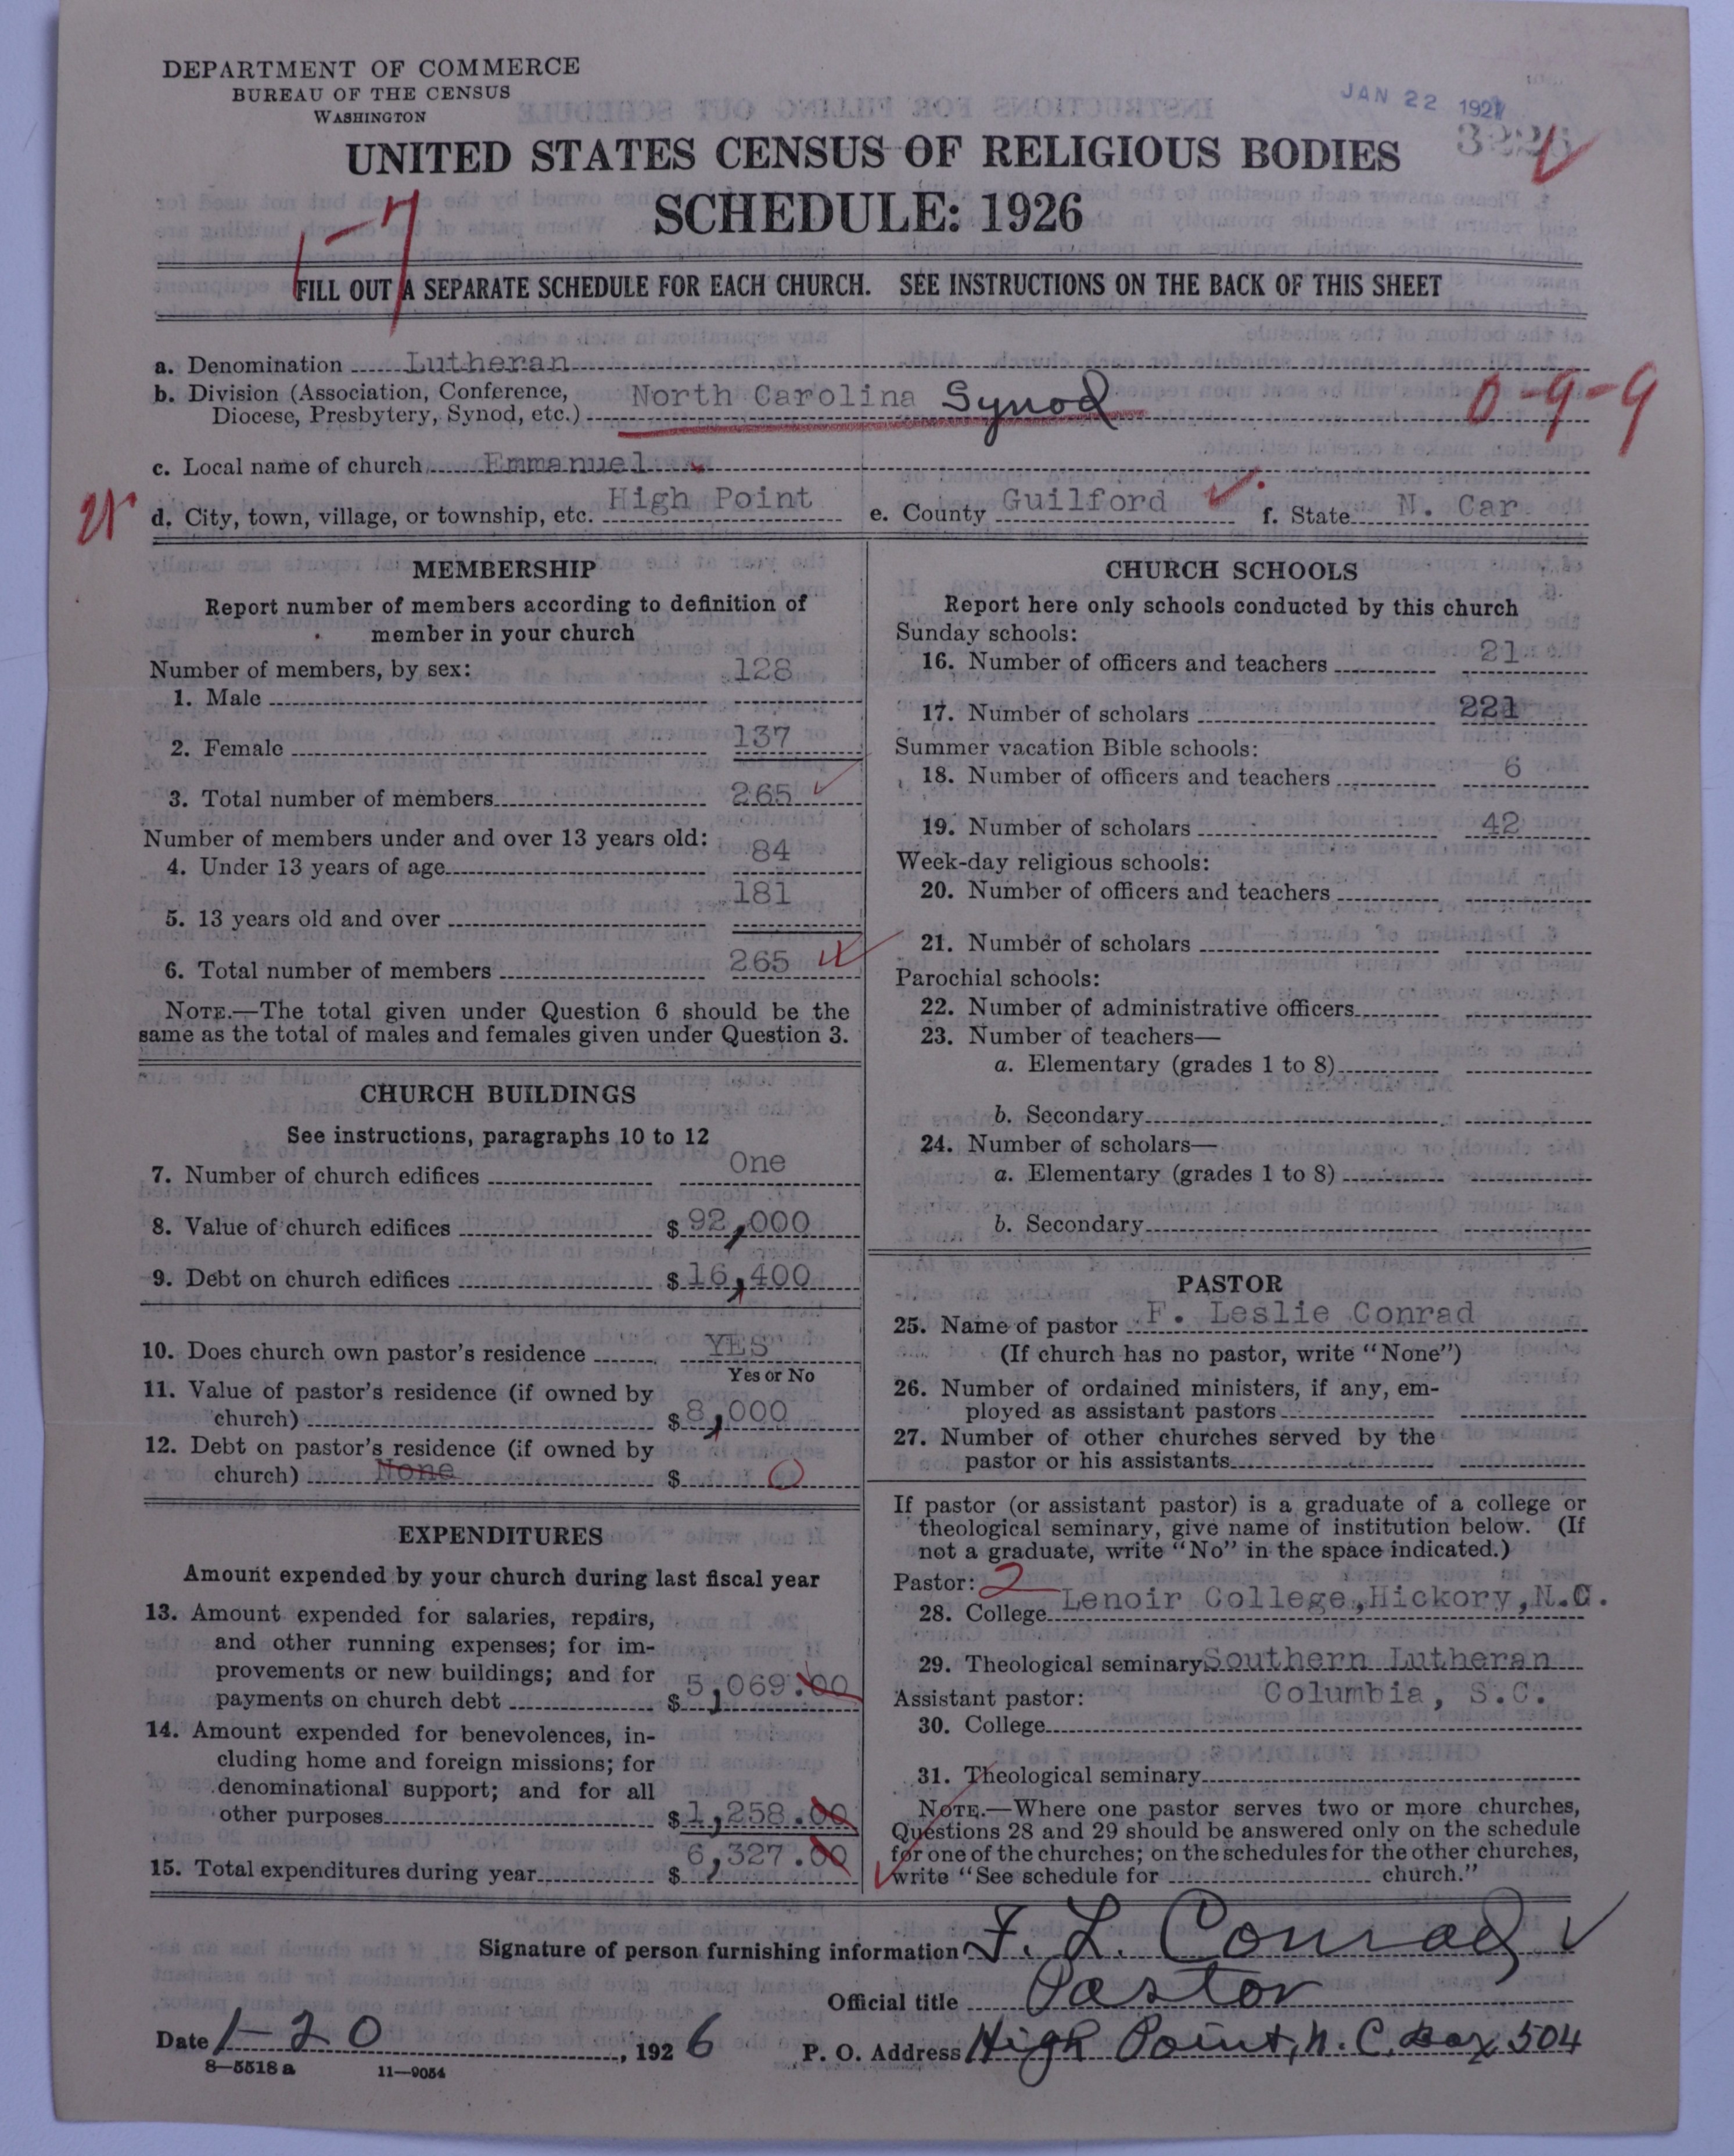 DEPARTMENT OF COMMERCE
BUREAU OF THE CENSUS
WASHINGTON
JAN 22 1927
UNITED STATES CENSUS OF RELIGIOUS BODIES
SCHEDULE: 1926
1-7
FILL OUT A SEPARATE SCHEDULE FOR EACH CHURCH. SEE INSTRUCTIONS ON THE BACK OF THIS SHEET
a. Denomination Lutheran
b. Division (Association, Conference, Diocese, Presbytery, Synod, etc.) North Carolina Synod
0-9-9
c. Local name of church Emmanuel
d. City, town, village, or township, etc. High Point e. County Guilford f. State N. Car
MEMBERSHIP
Report number of members according to definition of
member in your church
Number of members, by sex:
1. Male 128
2. Female 137
3. Total number of members 265
Number of members under and over 13 years old:
4. Under 13 years of age 84
5. 13 years old and over 181
6. Total number of members 265
NOTE.—The total given under Question 6 should be the
same as the total of males and females given under Question 3.
CHURCH BUILDINGS
See instructions, paragraphs 10 to 12
7. Number of church edifices One
8. Value of church edifices $92,000
9. Debt on church edifices $16,400
10. Does church own pastor's residence YES
Yes or No
11. Value of pastor's residence (if owned by
church) $8,000
12. Debt on pastor's residence (if owned by
church) None $ 0
EXPENDITURES
Amount expended by your church during last fiscal year
13. Amount expended for salaries, repairs,
and other running expenses; for im-
provements or new buildings; and for
payments on church debt $5,069.00
14. Amount expended for benevolences, in-
cluding home and foreign missions; for
denominational support; and for all
other purposes $1,258.00
15. Total expenditures during year $6,327.00
CHURCH SCHOOLS
Report here only schools conducted by this church
Sunday schools:
16. Number of officers and teachers 21
17. Number of scholars 221
Summer vacation Bible schools:
18. Number of officers and teachers 6
19. Number of scholars 42
Week-day religious schools:
20. Number of officers and teachers
21. Number of scholars
Parochial schools:
22. Number of administrative officers
23. Number of teachers—
a. Elementary (grades 1 to 8)
b. Secondary
24. Number of scholars—
a. Elementary (grades 1 to 8)
b. Secondary
PASTOR
25. Name of pastor F. Leslie Conrad
(If church has no pastor, write "None")
26. Number of ordained ministers, if any, em-
ployed as assistant pastors
27. Number of other churches served by the
pastor or his assistants
If pastor (or assistant pastor) is a graduate of a college or
theological seminary, give name of institution below. (If
not a graduate, write "No" in the space indicated.)
Pastor: 2
28. College Lenoir College,Hickory,N.C.
29. Theological seminary Southern Lutheran
Assistant pastor: Columbia, S.C.
30. College
31. Theological seminary
NOTE.—Where one pastor serves two or more churches,
Questions 28 and 29 should be answered only on the schedule
for one of the churches; on the schedules for the other churches,
write "See schedule for church."
Signature of person furnishing information F. L. Conrad
Official title Pastor
Date 1-20, 1926 P. O. Address High Point, N. C. Box 504
8—5518 a 11—9054